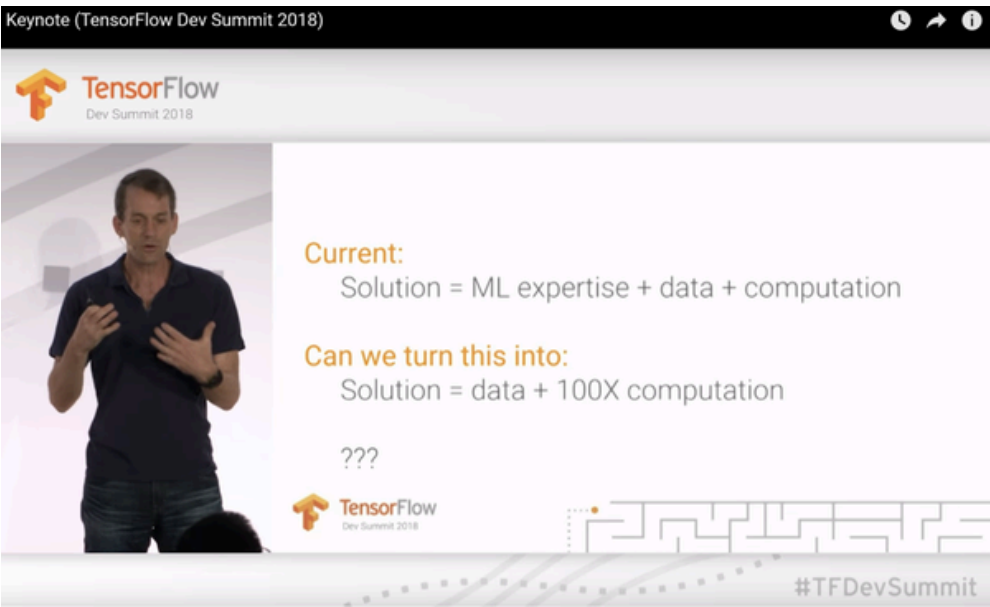 Keynote (TensorFlow Dev Summit 2018)
TensorFlow
Dev Summit 2018
Current:
Solution = ML expertise + data + computation
Can we turn this into:
Solution = data + 100X computation
???
TensorFlow
Dev Summit 2018
#TFDevSummit